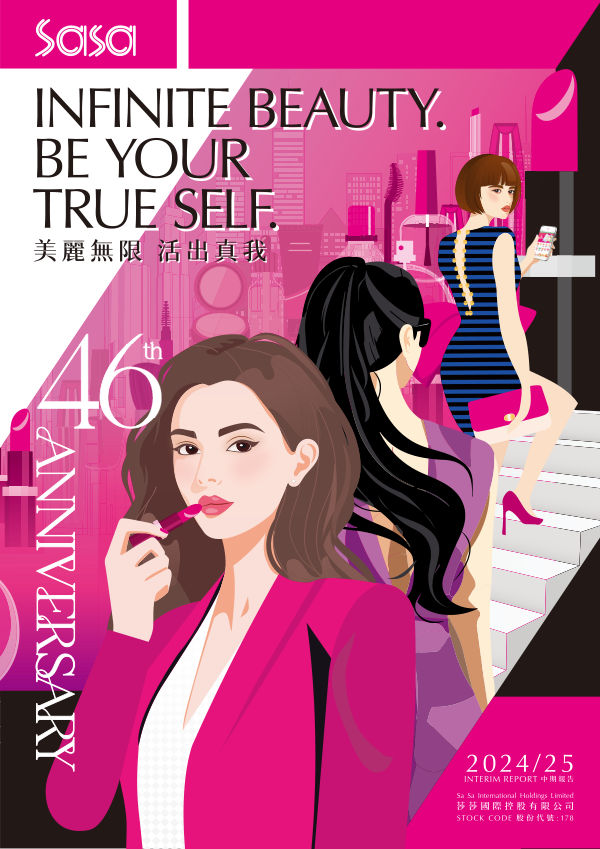 Sasa
INFINITE BEAUTY.
BE YOUR
TRUE SELF.
美麗無限 活出真我
46th
ANNIVERSARY
2024/25
INTERIM REPORT 中期報告
Sa Sa International Holdings Limited
莎莎國際控股有限公司
STOCK CODE 股份代號:178